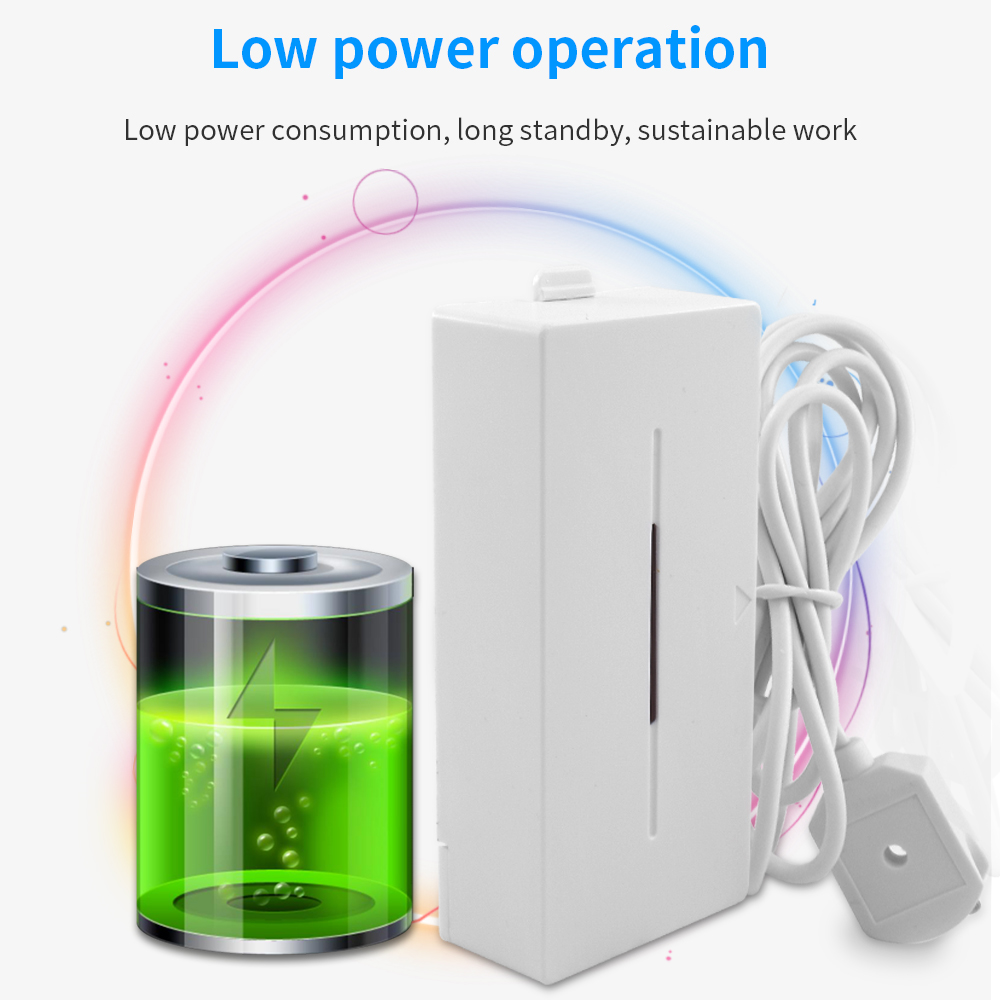 Low power operation
Low power consumption, long standby, sustainable work